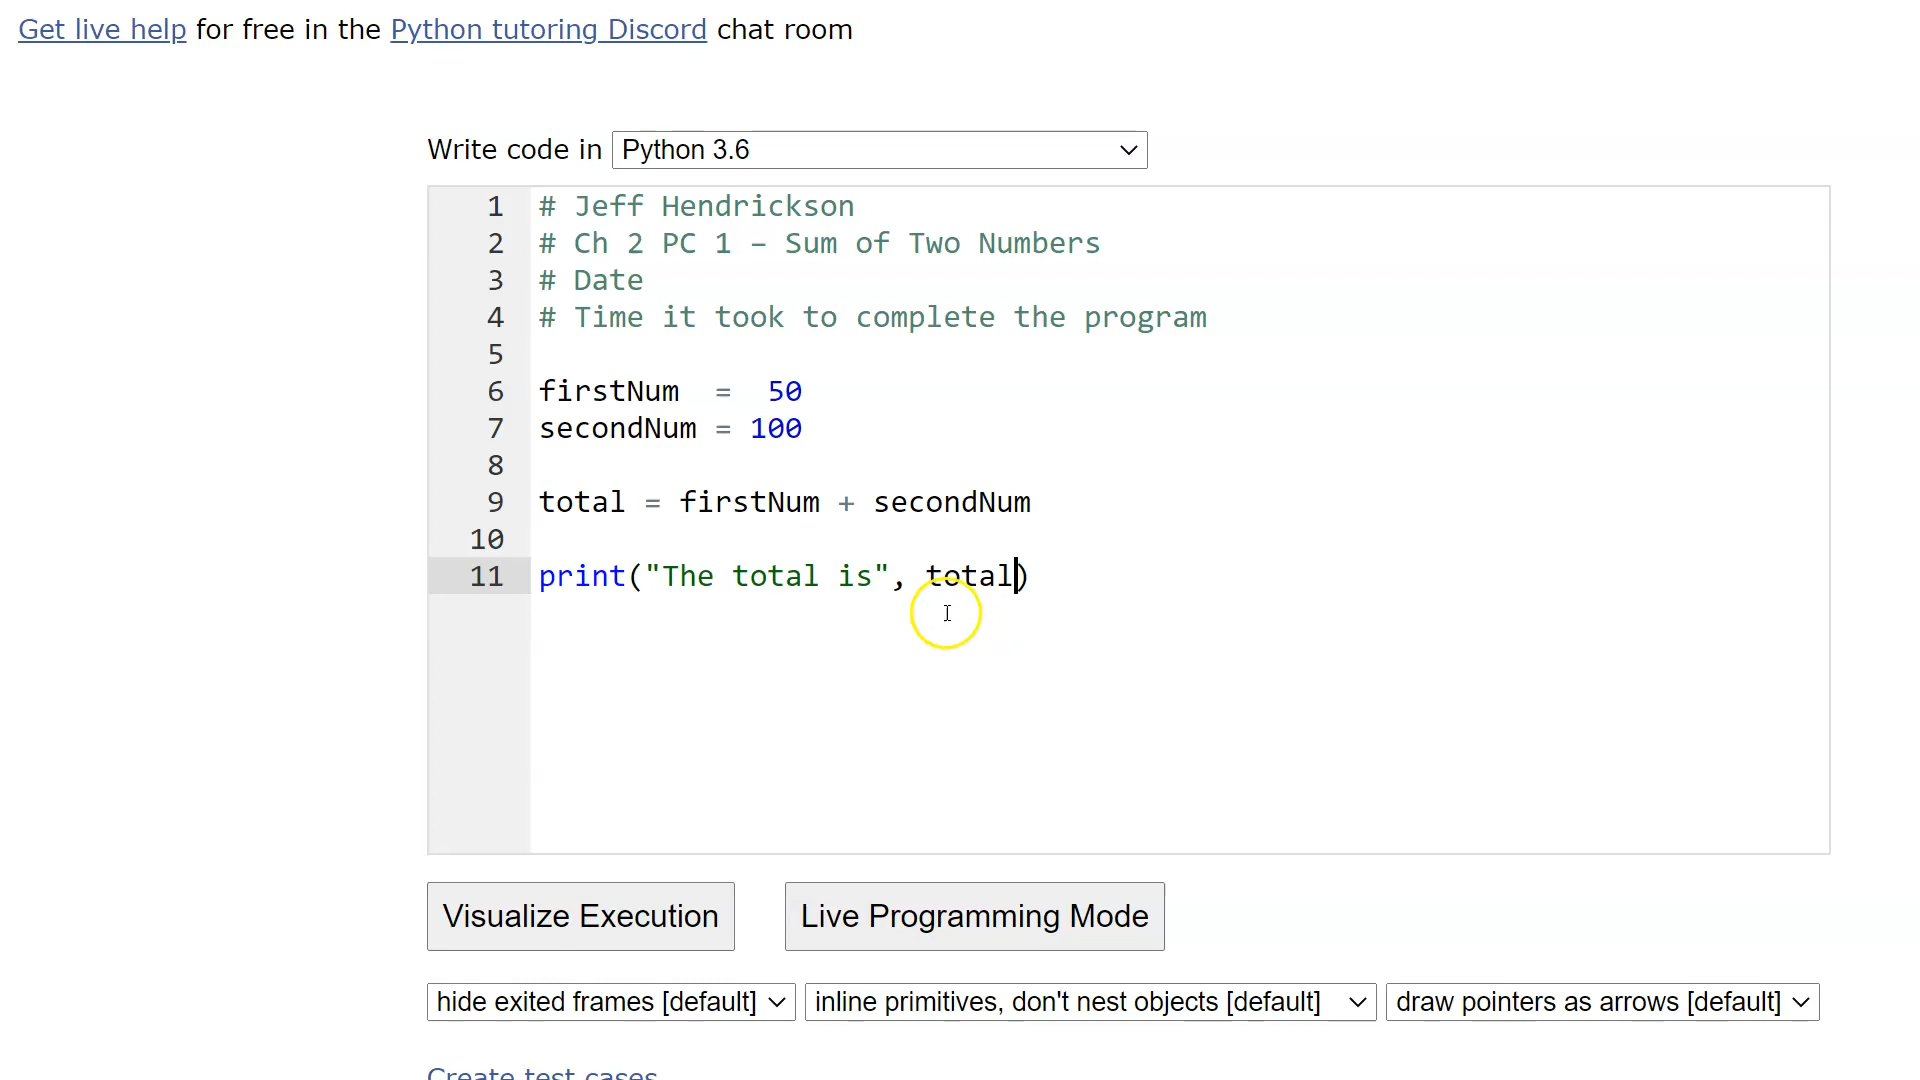 Get live help for free in the Python tutoring Discord chat room
Write code in Python 3.6
1 # Jeff Hendrickson
2 # Ch 2 PC 1 – Sum of Two Numbers
3 # Date
4 # Time it took to complete the program
5
6 firstNum  =  50
7 secondNum = 100
8
9 total = firstNum + secondNum
10
11 print("The total is", total)
Visualize Execution Live Programming Mode
hide exited frames [default] inline primitives, don't nest objects [default] draw pointers as arrows [default]
Create test cases